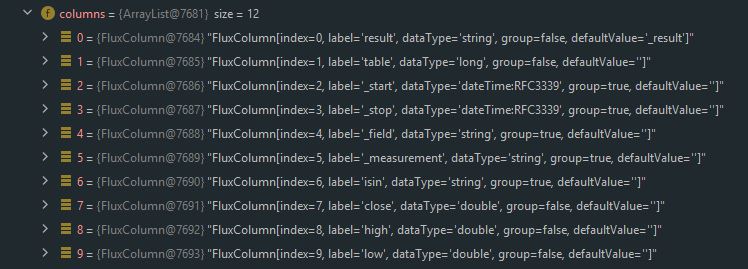 f columns = {ArrayList@7681} size = 12
0 = {FluxColumn@7684} "FluxColumn[index=0, label='result', dataType='string', group=false, defaultValue='_result']"
1 = {FluxColumn@7685} "FluxColumn[index=1, label='table', dataType='long', group=false, defaultValue='']"
2 = {FluxColumn@7686} "FluxColumn[index=2, label='_start', dataType='dateTime:RFC3339', group=true, defaultValue='']"
3 = {FluxColumn@7687} "FluxColumn[index=3, label='_stop', dataType='dateTime:RFC3339', group=true, defaultValue='']"
4 = {FluxColumn@7688} "FluxColumn[index=4, label='_field', dataType='string', group=true, defaultValue='']"
5 = {FluxColumn@7689} "FluxColumn[index=5, label='_measurement', dataType='string', group=true, defaultValue='']"
6 = {FluxColumn@7690} "FluxColumn[index=6, label='isin', dataType='string', group=true, defaultValue='']"
7 = {FluxColumn@7691} "FluxColumn[index=7, label='close', dataType='double', group=false, defaultValue='']"
8 = {FluxColumn@7692} "FluxColumn[index=8, label='high', dataType='double', group=false, defaultValue='']"
9 = {FluxColumn@7693} "FluxColumn[index=9, label='low', dataType='double', group=false, defaultValue='']"